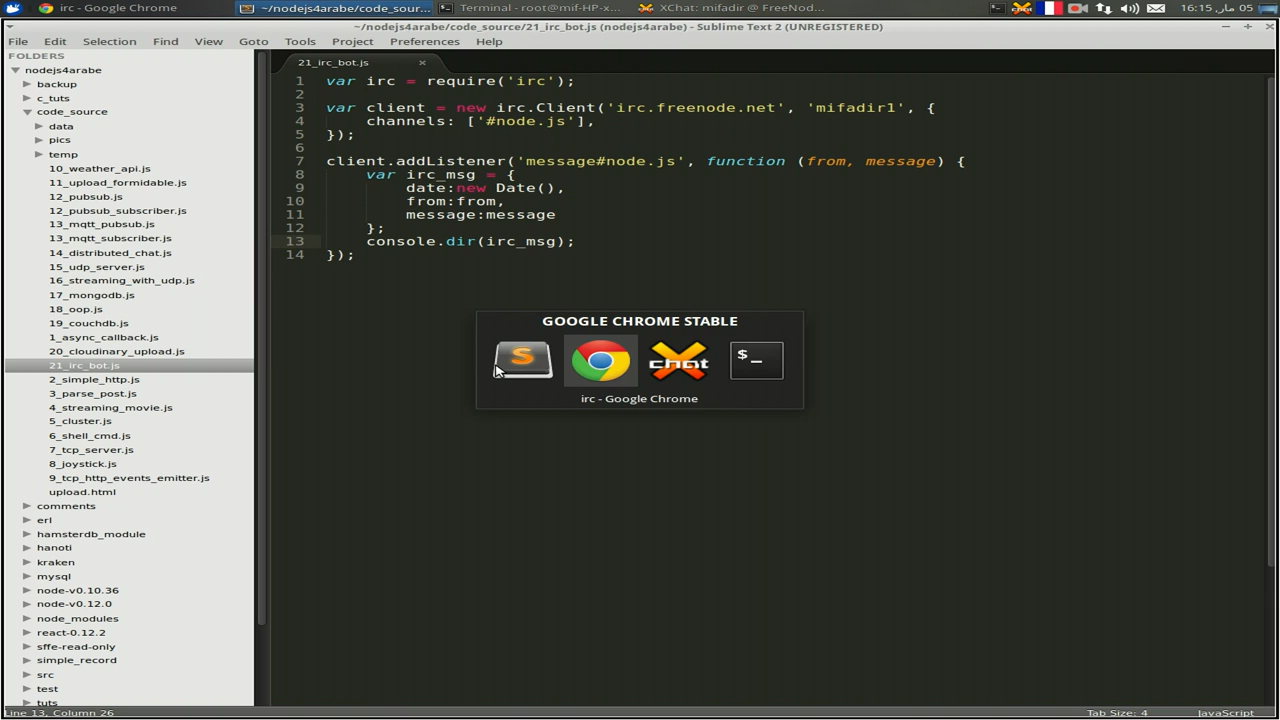 irc - Google Chrome
~/nodejs4arabe/code_sour...
Terminal - root@mif-HP-x...
XChat: mifadir @ FreeNod...
16:15 مار, 05
~/nodejs4arabe/code_source/21_irc_bot.js (nodejs4arabe) - Sublime Text 2 (UNREGISTERED)
File Edit Selection Find View Goto Tools Project Preferences Help
FOLDERS
nodejs4arabe
backup
c_tuts
code_source
data
pics
temp
10_weather_api.js
11_upload_formidable.js
12_pubsub.js
12_pubsub_subscriber.js
13_mqtt_pubsub.js
13_mqtt_subscriber.js
14_distributed_chat.js
15_udp_server.js
16_streaming_with_udp.js
17_mongodb.js
18_oop.js
19_couchdb.js
1_async_callback.js
20_cloudinary_upload.js
21_irc_bot.js
2_simple_http.js
3_parse_post.js
4_streaming_movie.js
5_cluster.js
6_shell_cmd.js
7_tcp_server.js
8_joystick.js
9_tcp_http_events_emitter.js
upload.html
comments
erl
hamsterdb_module
hanoti
kraken
mysql
node-v0.10.36
node-v0.12.0
node_modules
react-0.12.2
sffe-read-only
simple_record
src
test
tuts
21_irc_bot.js
1 var irc = require('irc');
2
3 var client = new irc.Client('irc.freenode.net', 'mifadir1', {
4 channels: ['#node.js'],
5 });
6
7 client.addListener('message#node.js', function (from, message) {
8 var irc_msg = {
9 date:new Date(),
10 from:from,
11 message:message
12 };
13 console.dir(irc_msg);
14 });
GOOGLE CHROME STABLE
S
chat
$_
irc - Google Chrome
Line 13, Column 26
Tab Size: 4
JavaScript